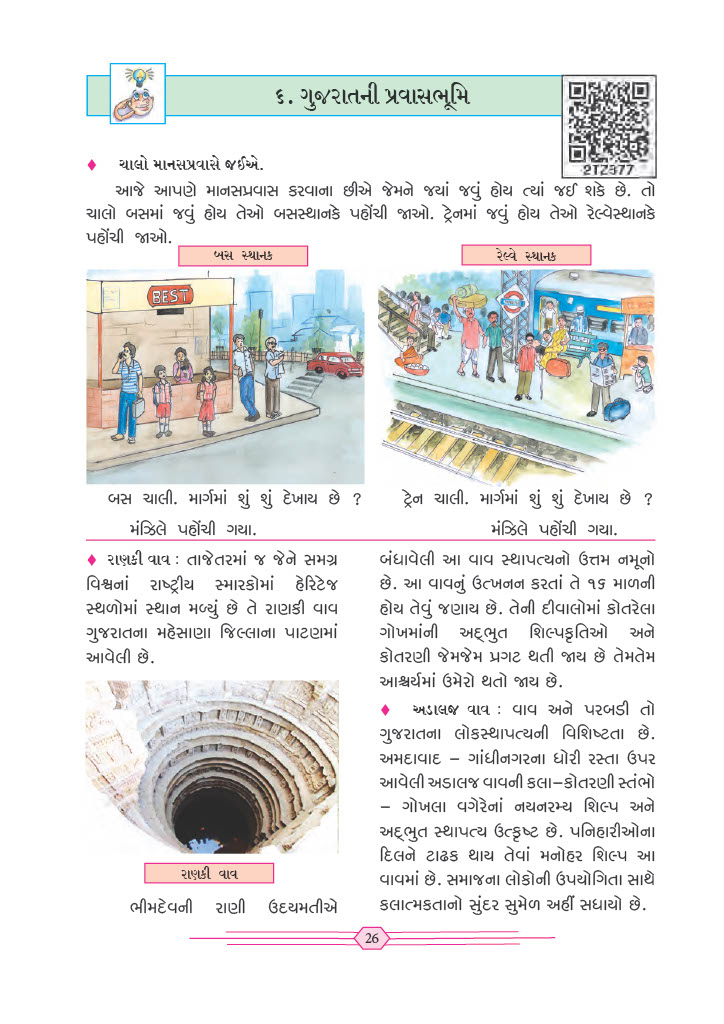 ૬. ગુજરાતની પ્રવાસભૂમિ
2TZ377
♦ ચાલો માનસપ્રવાસે જઈએ.
આજે આપણે માનસપ્રવાસ કરવાના છીએ જેમને જયાં જવું હોય ત્યાં જઈ શકે છે. તો
ચાલો બસમાં જવું હોય તેઓ બસસ્થાનકે પહોંચી જાઓ. ટ્રેનમાં જવું હોય તેઓ રેલ્વેસ્થાનકે
પહોંચી જાઓ.
બસ સ્થાનક
BEST
રેલ્વે સ્થાનક
બસ ચાલી. માર્ગમાં શું શું દેખાય છે ?
મંઝિલે પહોંચી ગયા.
ટ્રેન ચાલી. માર્ગમાં શું શું દેખાય છે ?
મંઝિલે પહોંચી ગયા.
♦ રાણકી વાવ : તાજેતરમાં જ જેને સમગ્ર
વિશ્વનાં રાષ્ટ્રીય સ્મારકોમાં હેરિટેજ
સ્થળોમાં સ્થાન મળ્યું છે તે રાણકી વાવ
ગુજરાતના મહેસાણા જિલ્લાના પાટણમાં
આવેલી છે.
રાણકી વાવ
ભીમદેવની રાણી ઉદયમતીએ
બંધાવેલી આ વાવ સ્થાપત્યનો ઉત્તમ નમૂનો
છે. આ વાવનું ઉત્ખનન કરતાં તે ૧૬ માળની
હોય તેવું જણાય છે. તેની દીવાલોમાં કોતરેલા
ગોખમાંની અદ્ભુત શિલ્પકૃતિઓ અને
કોતરણી જેમજેમ પ્રગટ થતી જાય છે તેમતેમ
આશ્ચર્યમાં ઉમેરો થતો જાય છે.
♦ અડાલજ વાવ : વાવ અને પરબડી તો
ગુજરાતના લોકસ્થાપત્યની વિશિષ્ટતા છે.
અમદાવાદ – ગાંધીનગરના ધોરી રસ્તા ઉપર
આવેલી અડાલજ વાવની કલા–કોતરણી સ્તંભો
– ગોખલા વગેરેનાં નયનરમ્ય શિલ્પ અને
અદ્ભુત સ્થાપત્ય ઉત્કૃષ્ટ છે. પનિહારીઓના
દિલને ટાઢક થાય તેવાં મનોહર શિલ્પ આ
વાવમાં છે. સમાજના લોકોની ઉપયોગિતા સાથે
કલાત્મકતાનો સુંદર સુમેળ અહીં સધાયો છે.
26